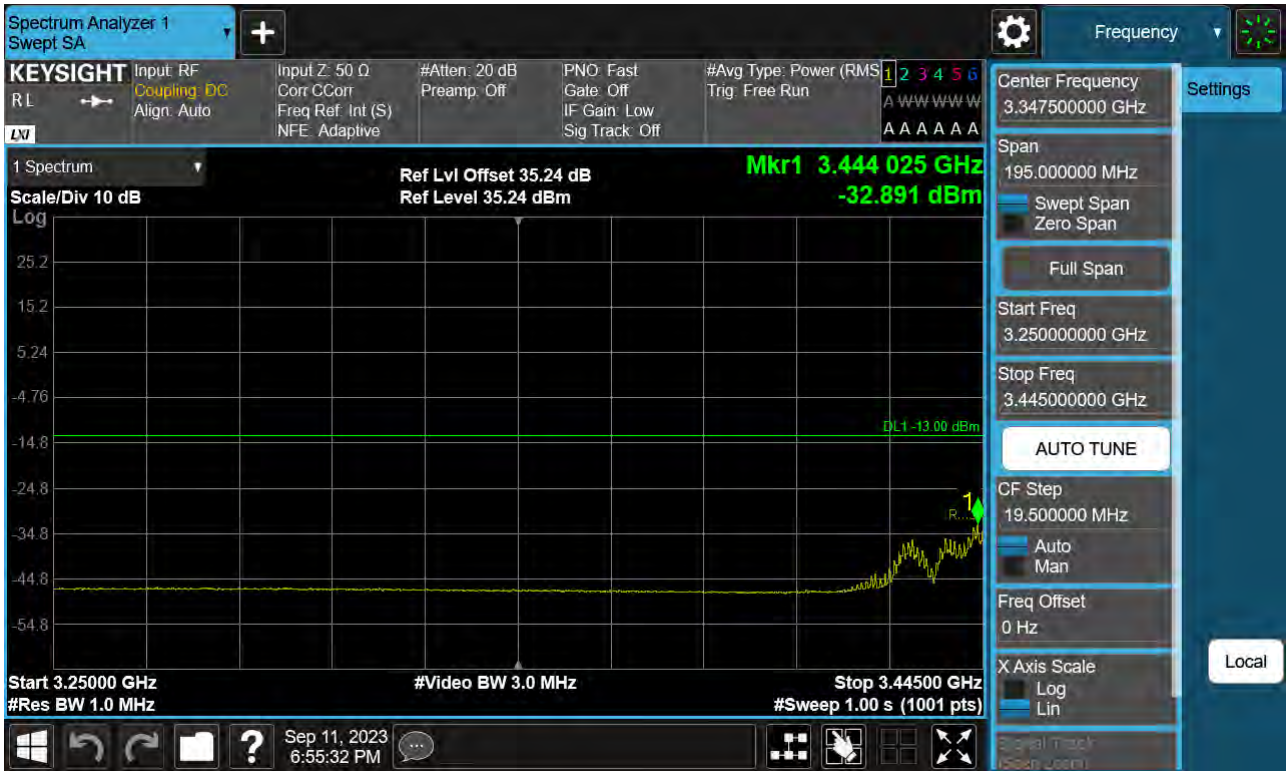 Spectrum Analyzer 1
Swept SA
Frequency
KEYSIGHT
RL
LXI
Input: RF
Coupling: DC
Align: Auto
Input Z: 50 Ω
Corr CCorr
Freq Ref: Int (S)
NFE: Adaptive
#Atten: 20 dB
Preamp: Off
PNO: Fast
Gate: Off
IF Gain: Low
Sig Track: Off
#Avg Type: Power (RMS
Trig: Free Run
1 2 3 4 5 6
A W W W W W
A A A A A A
1 Spectrum
Scale/Div 10 dB
Ref Lvl Offset 35.24 dB
Ref Level 35.24 dBm
Mkr1 3.444 025 GHz
-32.891 dBm
Log
25.2
15.2
5.24
-4.76
-14.8
-24.8
-34.8
-44.8
-54.8
DL1 -13.00 dBm
1
R...
Start 3.25000 GHz
#Res BW 1.0 MHz
#Video BW 3.0 MHz
Stop 3.44500 GHz
#Sweep 1.00 s (1001 pts)
Center Frequency
3.347500000 GHz
Span
195.000000 MHz
Swept Span
Zero Span
Full Span
Start Freq
3.250000000 GHz
Stop Freq
3.445000000 GHz
AUTO TUNE
CF Step
19.500000 MHz
Auto
Man
Freq Offset
0 Hz
X Axis Scale
Log
Lin
Signal Track
(Span Zoom)
Settings
Local
?
Sep 11, 2023
6:55:32 PM